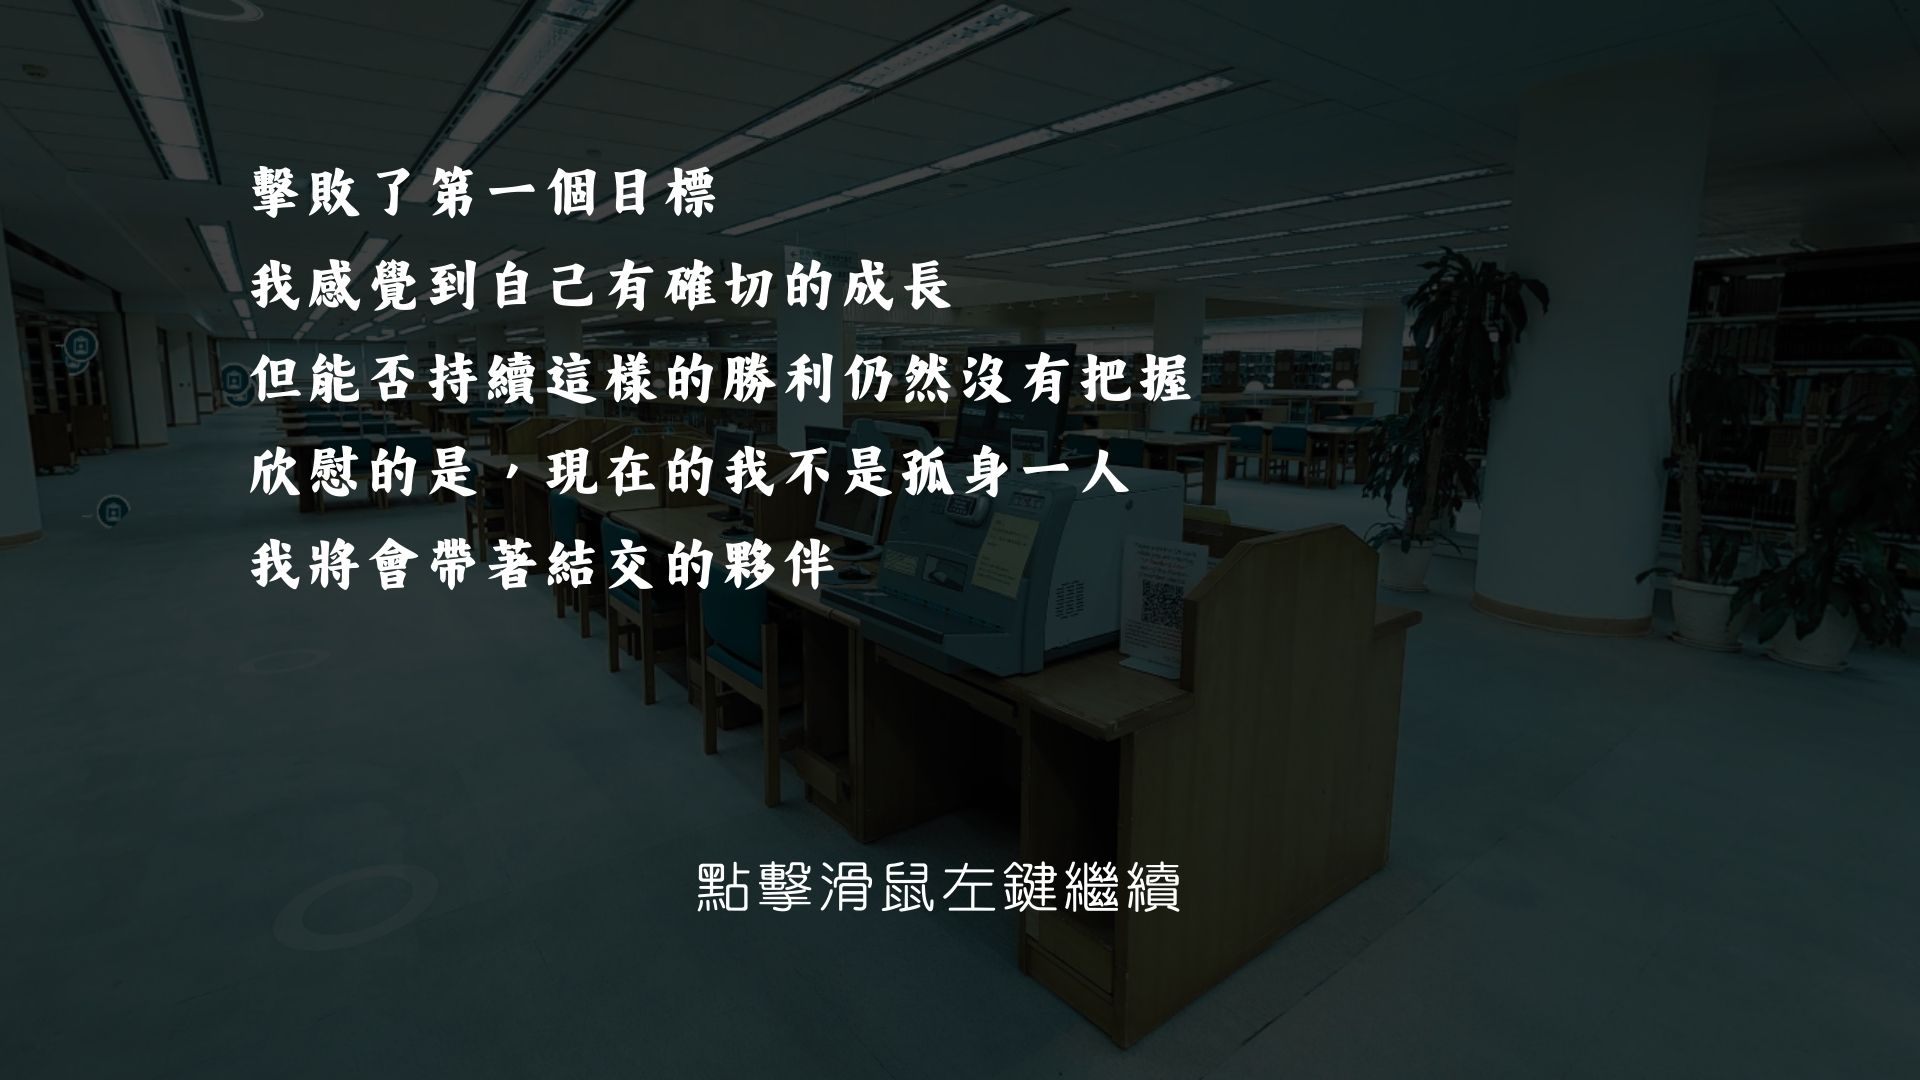 擊敗了第一個目標
我感覺到自己有確切的成長
但能否持續這樣的勝利仍然沒有把握
欣慰的是，現在的我不是孤身一人
我將會帶著結交的夥伴
點擊滑鼠左鍵繼續